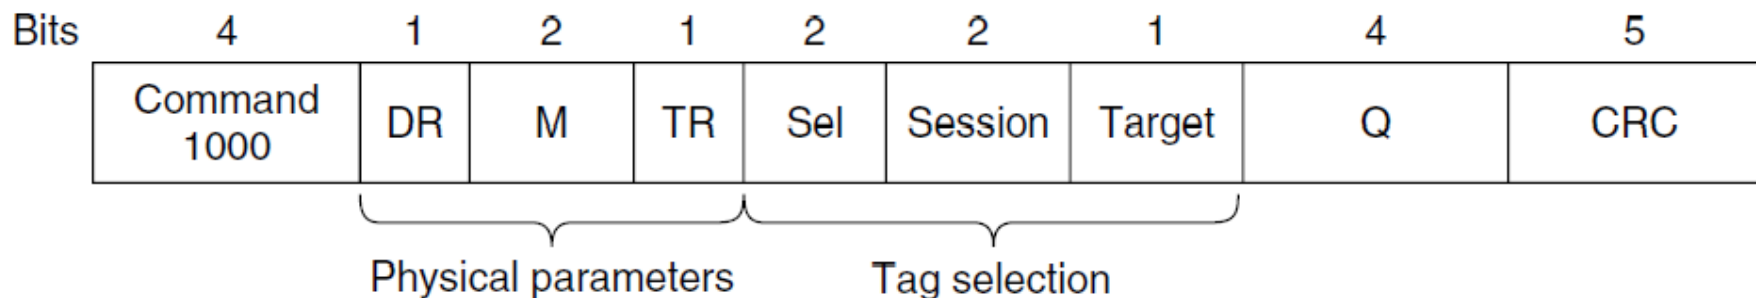 Bits 4 1 2 1 2 2 1 4 5
Command 1000 DR M TR Sel Session Target Q CRC
Physical parameters Tag selection